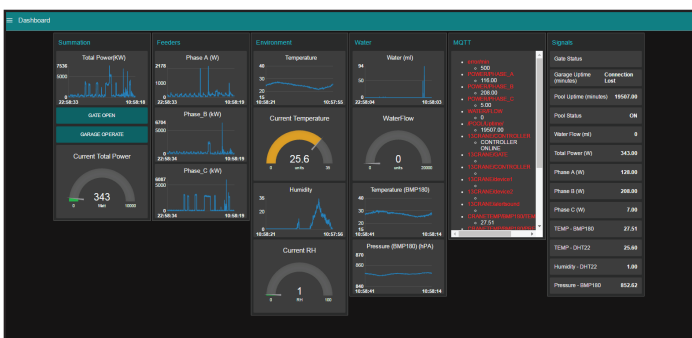 Dashboard
Summation
Total Power(KW)
7536
5000
0
22:58:33 10:58:18
GATE OPEN
GARAGE OPERATE
Current Total Power
343
Watt
0 10000
Feeders
Phase A (W)
2178
1000
0
22:58:33 10:58:19
Phase_B (kW)
6784
5000
0
22:58:34 10:58:19
Phase_C (kW)
6087
5000
0
22:58:34 10:58:19
Environment
Temperature
40
30
20
15
10:58:21 10:57:55
Current Temperature
25.6
units
0 35
Humidity
35
20
0
10:58:21 10:57:55
Current RH
1
RH
0 100
Water
Water (ml)
94
50
0
22:58:04 10:58:03
WaterFlow
0
units
0 20000
Temperature (BMP180)
40
30
20
15
10:58:41 10:58:14
Pressure (BMP180) (hPA)
870
860
840
10:58:41 10:58:14
MQTT
500
116.00
208.00
5.00
0
19507.00
CONTROLLER
ONLINE
27.51
Signals
Gate Status
Garage Uptime (minutes) Connection Lost
Pool Uptime (minutes) 19507.00
Pool Status ON
Water Flow (ml) 0
Total Power (W) 343.00
Phase A (W) 128.00
Phase B (W) 208.00
Phase C (W) 7.00
TEMP - BMP180 27.51
TEMP - DHT22 25.60
Humidity - DHT22 1.00
Pressure - BMP180 852.62